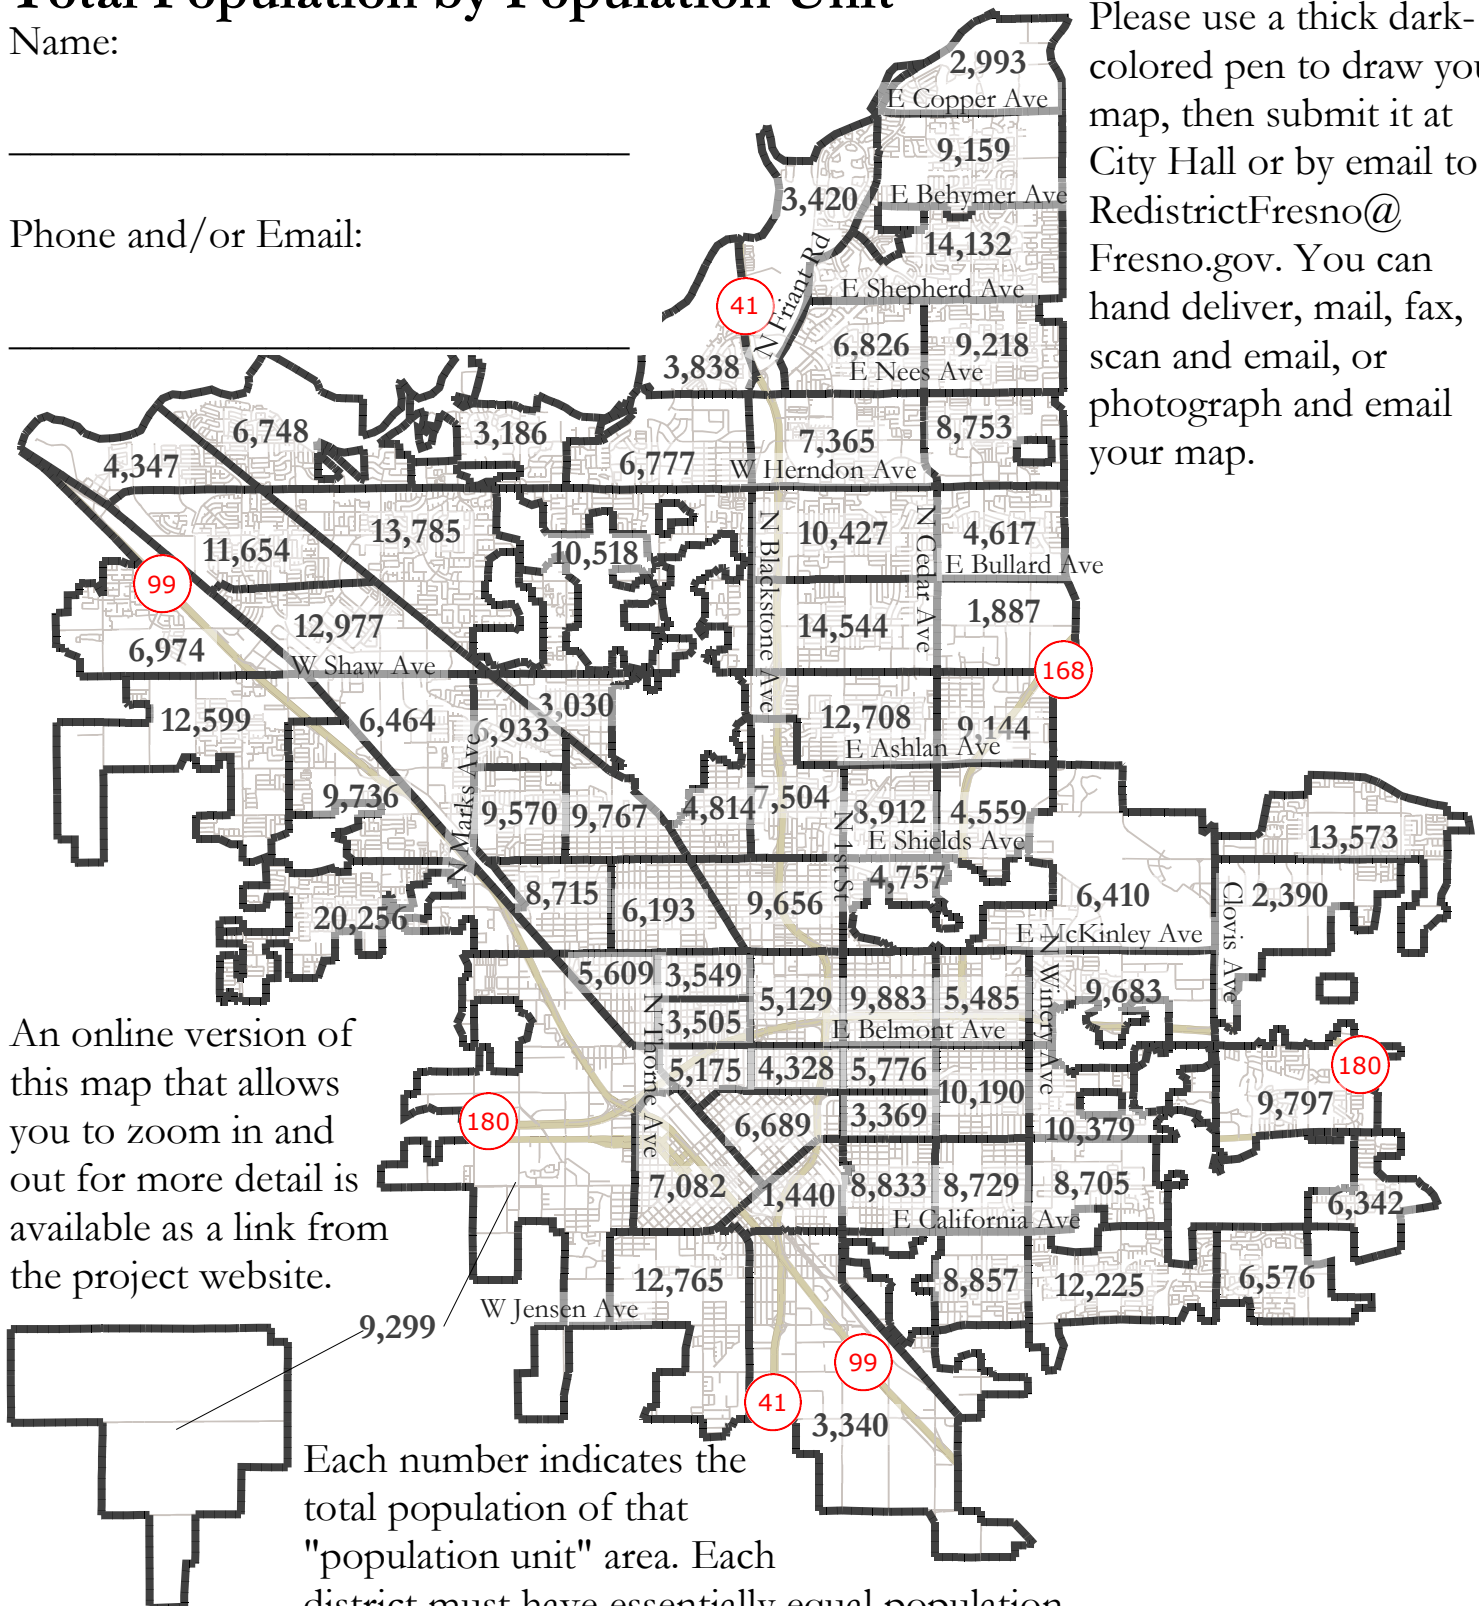 Total Population by Population Unit
Name:
Phone and/or Email:
Please use a thick dark-
colored pen to draw you
map, then submit it at
City Hall or by email to
RedistrictFresno@
Fresno.gov. You can
hand deliver, mail, fax,
scan and email, or
photograph and email
your map.
2,993
E Copper Ave
9,159
3,420
E Behymer Ave
14,132
N Friant Rd
E Shepherd Ave
41
6,826
9,218
3,838
E Nees Ave
6,748
3,186
7,365
8,753
4,347
6,777
W Herndon Ave
11,654
13,785
10,518
N Blackstone Ave
10,427
N Cedar Ave
4,617
E Bullard Ave
99
12,977
14,544
1,887
6,974
W Shaw Ave
168
12,599
6,464
6,933
3,030
12,708
9,144
E Ashlan Ave
9,736
N Marks Ave
9,570
9,767
4,814
7,504
8,912
4,559
N 1st St
E Shields Ave
13,573
8,715
6,193
9,656
4,757
6,410
Clovis Ave
2,390
20,256
E McKinley Ave
5,609
3,549
5,129
9,883
5,485
N Winery Ave
9,683
N Thorne Ave
3,505
E Belmont Ave
An online version of
this map that allows
you to zoom in and
out for more detail is
available as a link from
the project website.
5,175
4,328
5,776
10,190
180
9,797
180
6,689
3,369
10,379
7,082
1,440
8,833
8,729
8,705
6,342
E California Ave
12,765
8,857
12,225
6,576
W Jensen Ave
9,299
99
41
3,340
Each number indicates the
total population of that
"population unit" area. Each
district must have essentially equal population